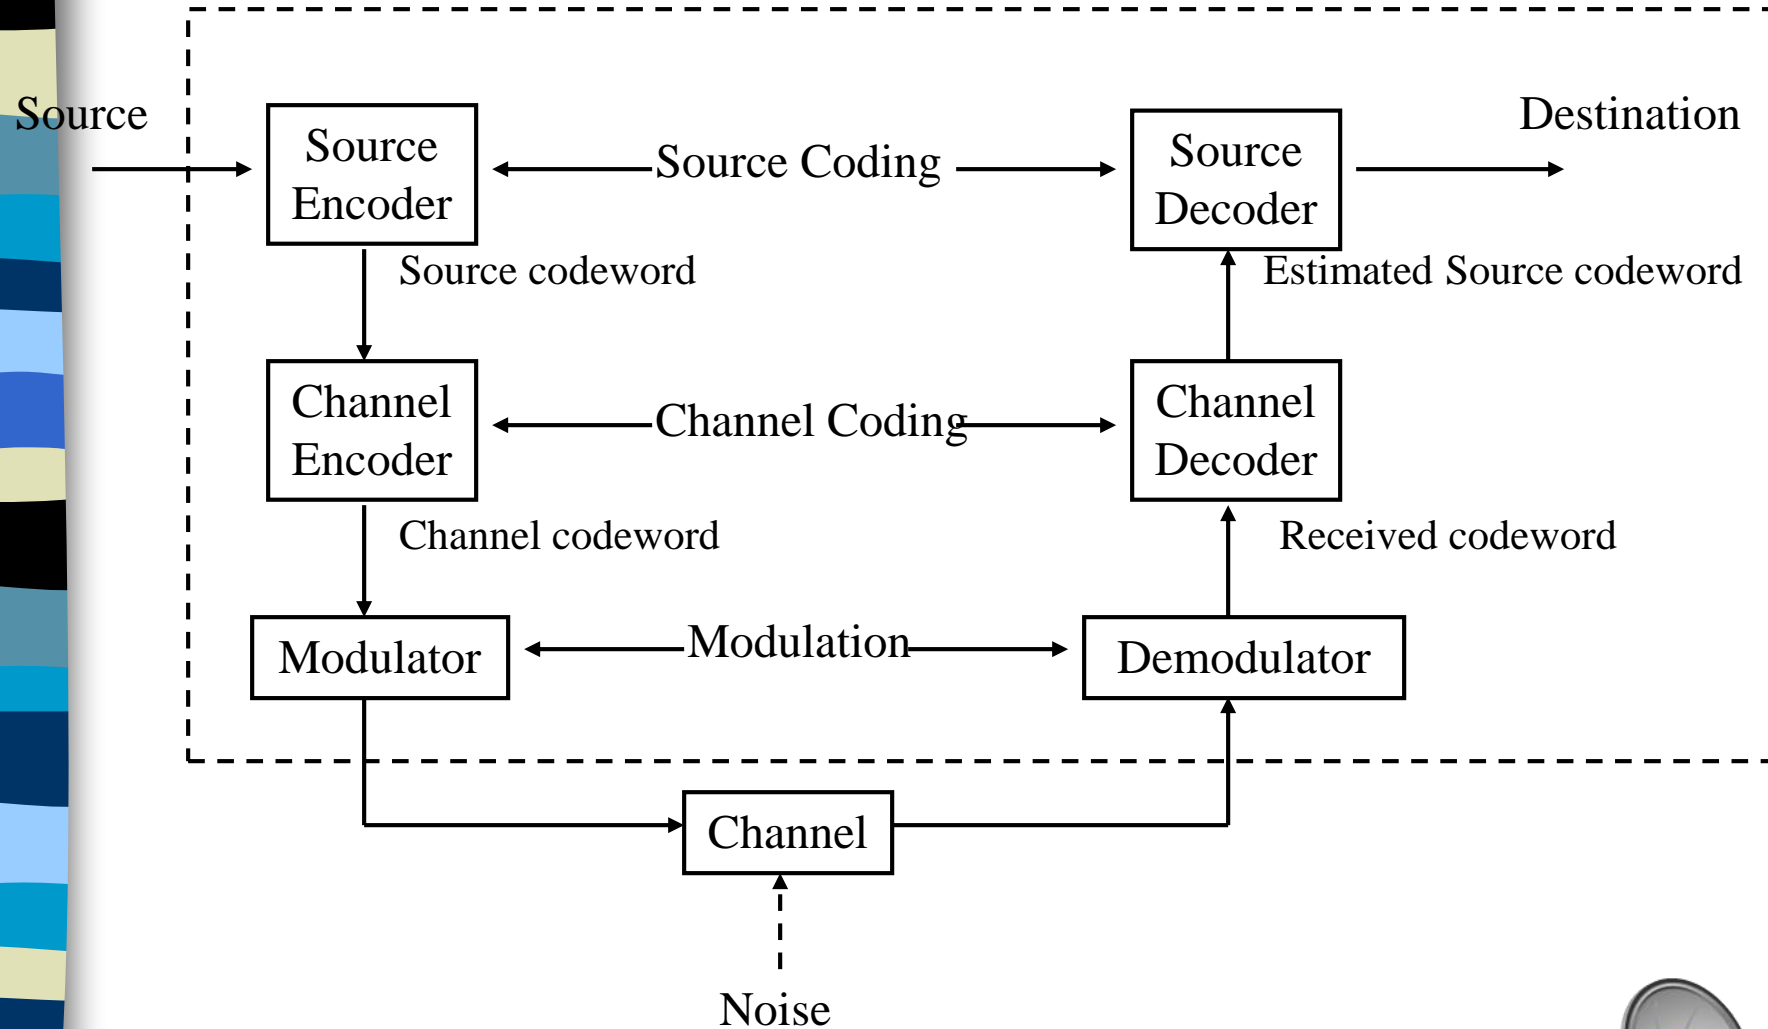 Source
Destination
Source
Encoder
Source Coding
Source
Decoder
Source codeword
Estimated Source codeword
Channel
Encoder
Channel Coding
Channel
Decoder
Channel codeword
Received codeword
Modulator
Modulation
Demodulator
Channel
Noise